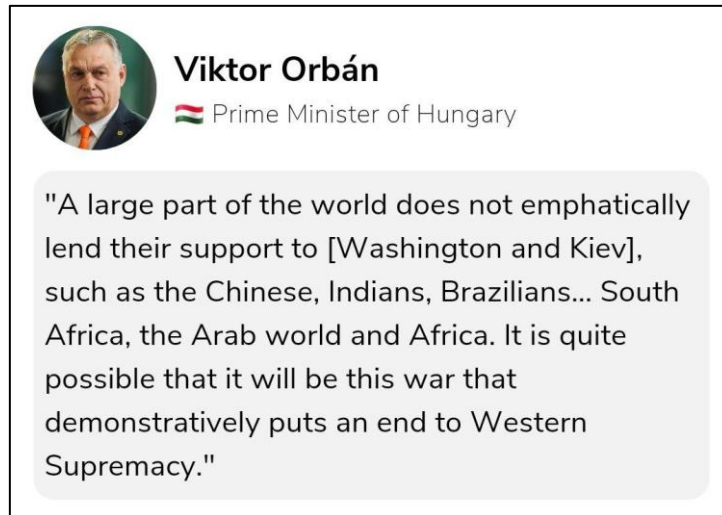 Viktor Orbán
Prime Minister of Hungary
"A large part of the world does not emphatically
lend their support to [Washington and Kiev],
such as the Chinese, Indians, Brazilians... South
Africa, the Arab world and Africa. It is quite
possible that it will be this war that
demonstratively puts an end to Western
Supremacy."